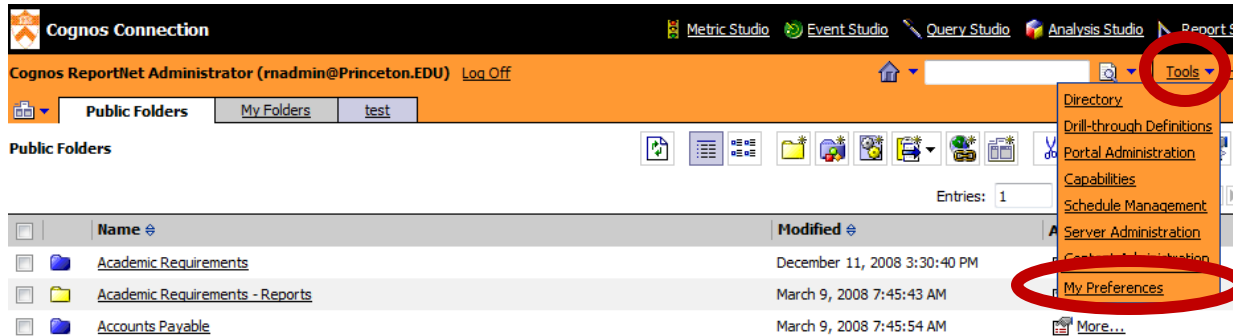 Cognos Connection Metric Studio Event Studio Query Studio Analysis Studio Report S
Cognos ReportNet Administrator (rnadmin@Princeton.EDU) Log Off Tools
Public Folders My Folders test
Directory
Drill-through Definitions
Public Folders
Portal Administration
Capabilities
Entries: 1
Schedule Management
Name Modified A
Server Administration
Content Administration
Academic Requirements December 11, 2008 3:30:40 PM
My Preferences
Academic Requirements - Reports March 9, 2008 7:45:43 AM
Accounts Payable March 9, 2008 7:45:54 AM More...